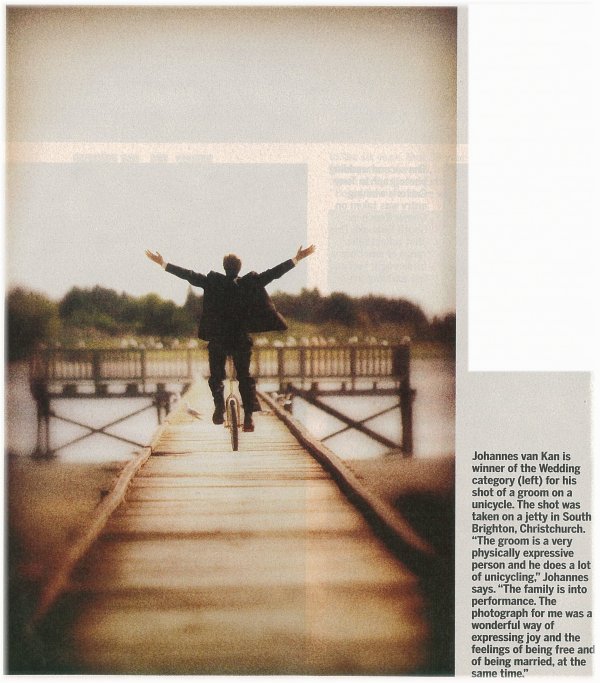 Johannes van Kan is
winner of the Wedding
category (left) for his
shot of a groom on a
unicycle. The shot was
taken on a jetty in South
Brighton, Christchurch.
“The groom is a very
physically expressive
person and he does a lot
of unicycling,” Johannes
says. “The family is into
performance. The
photograph for me was a
wonderful way of
expressing joy and the
feelings of being free and
of being married, at the
same time.”